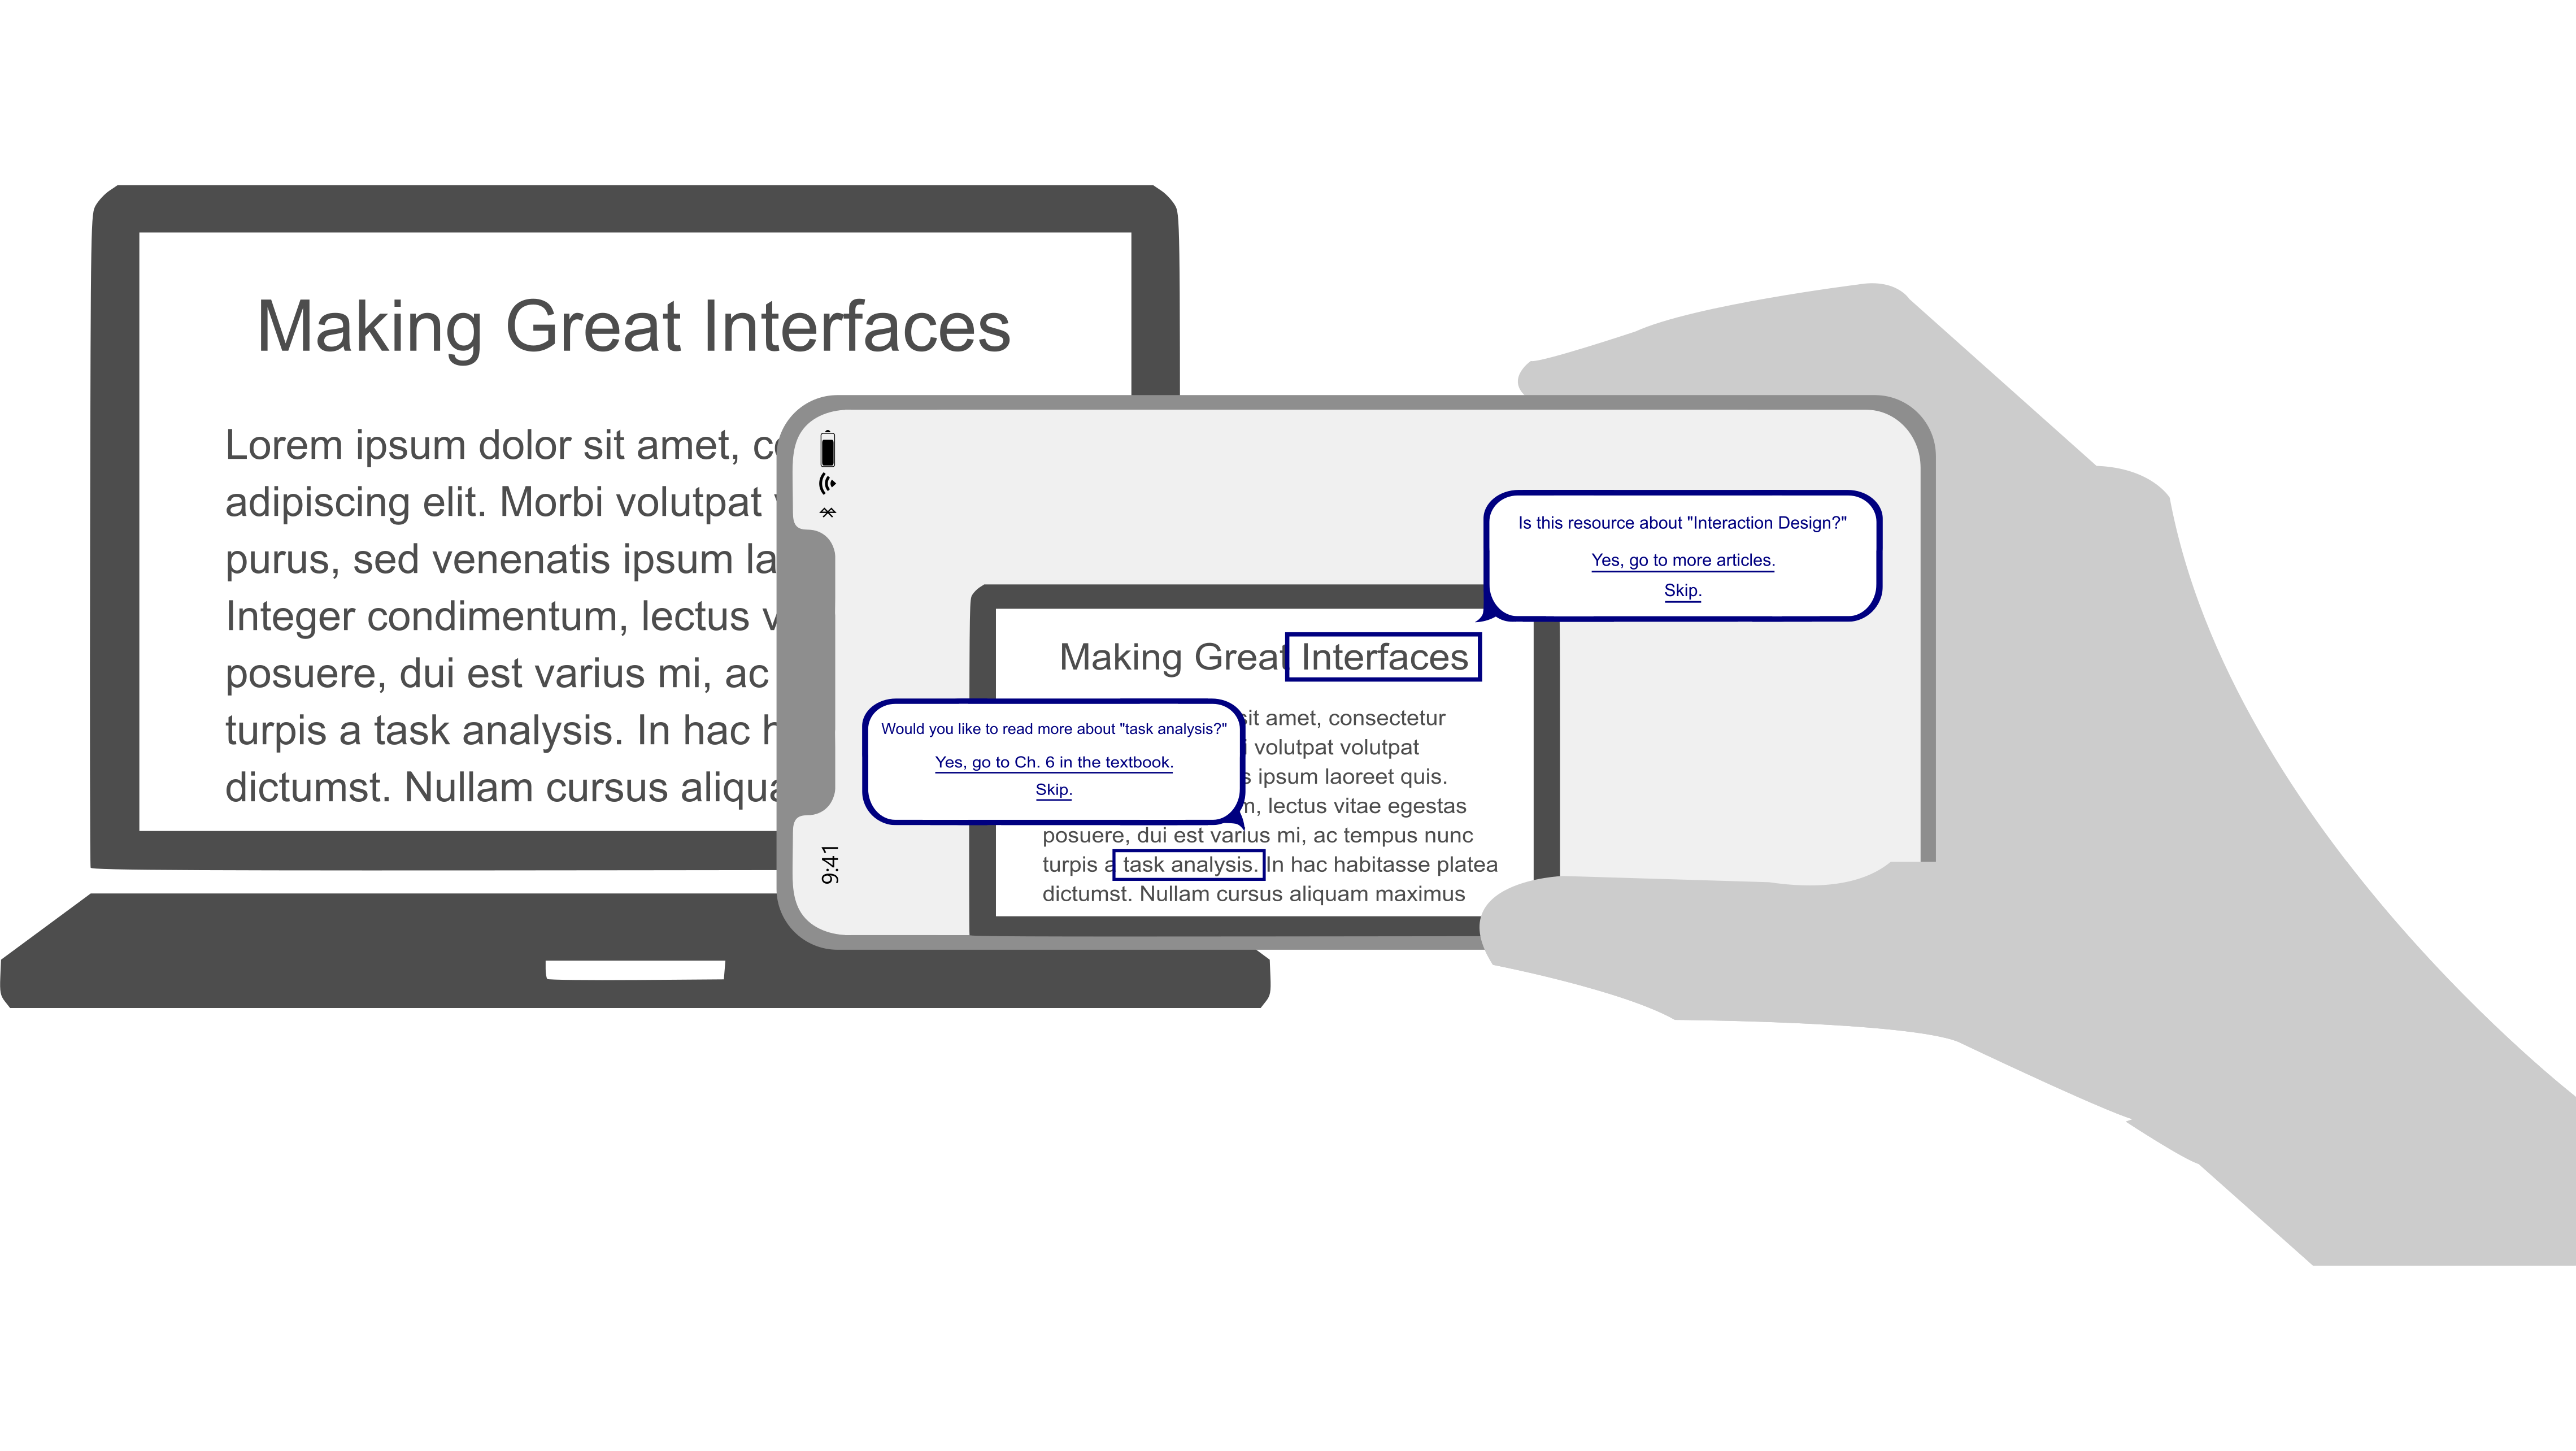 Making Great Interfaces
Lorem ipsum dolor sit amet,
adipiscing elit. Morbi volutpat
purus, sed venenatis ipsum
Integer condimentum, lectus
posuere, dui est varius mi, ac
turpis a task analysis. In hac
dictumst. Nullam cursus
9:41
Is this resource about "Interaction Design?"
Yes, go to more articles.
Skip.
Making Great Interfaces
Would you like to read more about "task analysis?"
Yes, go to Ch. 6 in the textbook.
Skip.
sit amet, consectetur
volutpat volutpat
ipsum laoreet quis.
lectus vitae egestas
posuere, dui est varius mi, ac tempus nunc
turpis a task analysis. In hac habitasse platea
dictumst. Nullam cursus aliquam maximus